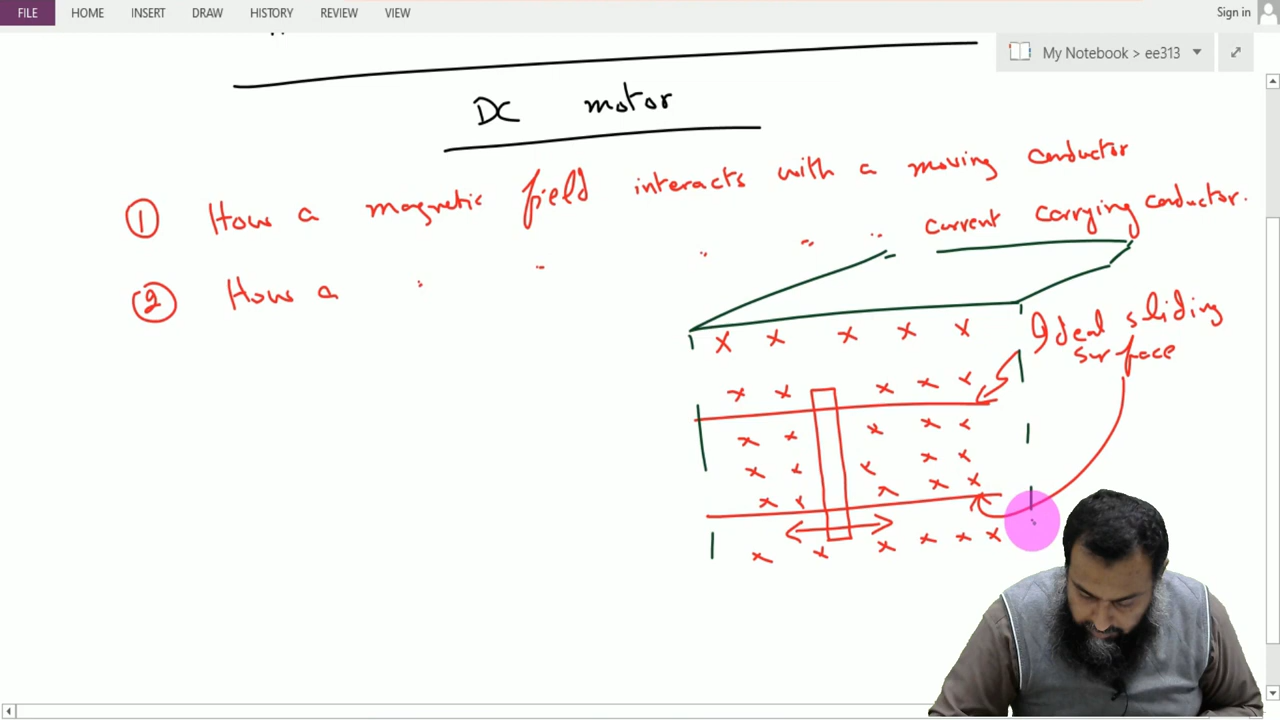 FILE HOME INSERT DRAW HISTORY REVIEW VIEW Sign in
My Notebook > ee313
DC motor
① How a magnetic field interacts with a moving conductor
② How a " " " " " current carrying conductor.
Ideal sliding
surface
x x x x x
x x x x x
x x x x x
x x x x x
x x x x
x x x x x x